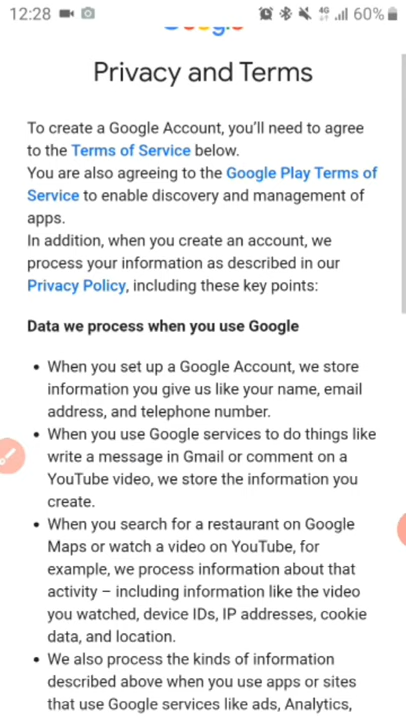 12:28
4G
60%
Google
Privacy and Terms
To create a Google Account, you'll need to agree
to the Terms of Service below.
You are also agreeing to the Google Play Terms of
Service to enable discovery and management of
apps.
In addition, when you create an account, we
process your information as described in our
Privacy Policy, including these key points:
Data we process when you use Google
• When you set up a Google Account, we store
information you give us like your name, email
address, and telephone number.
• When you use Google services to do things like
write a message in Gmail or comment on a
YouTube video, we store the information you
create.
• When you search for a restaurant on Google
Maps or watch a video on YouTube, for
example, we process information about that
activity – including information like the video
you watched, device IDs, IP addresses, cookie
data, and location.
• We also process the kinds of information
described above when you use apps or sites
that use Google services like ads, Analytics,